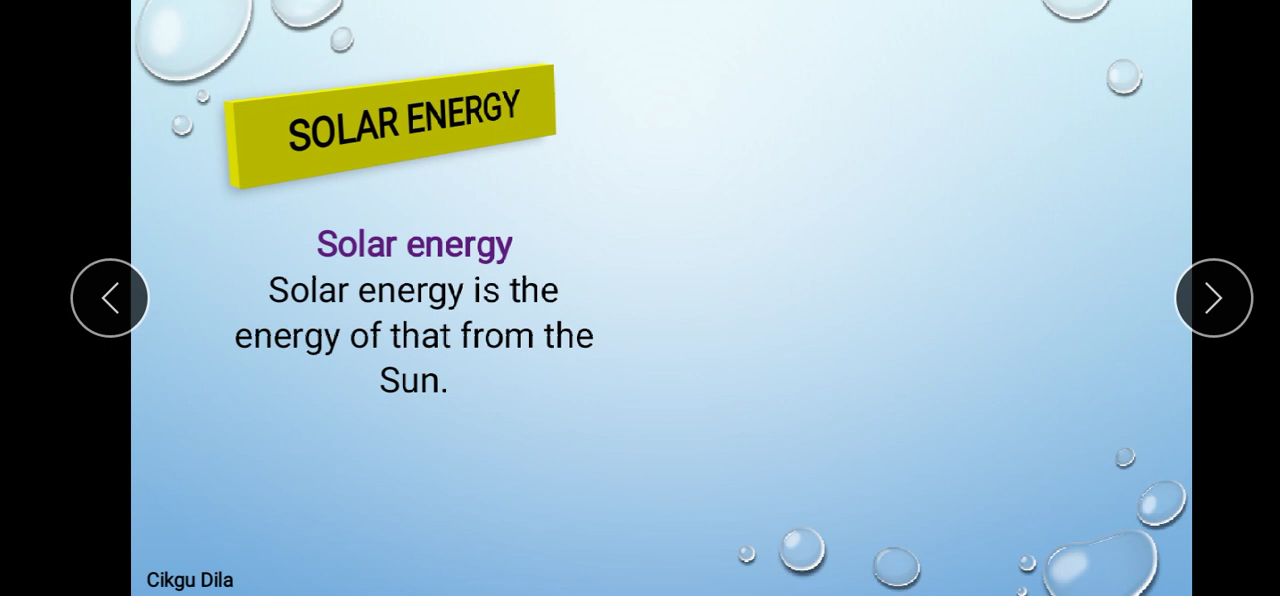 SOLAR ENERGY
Solar energy
Solar energy is the
energy of that from the
Sun.
Cikgu Dila